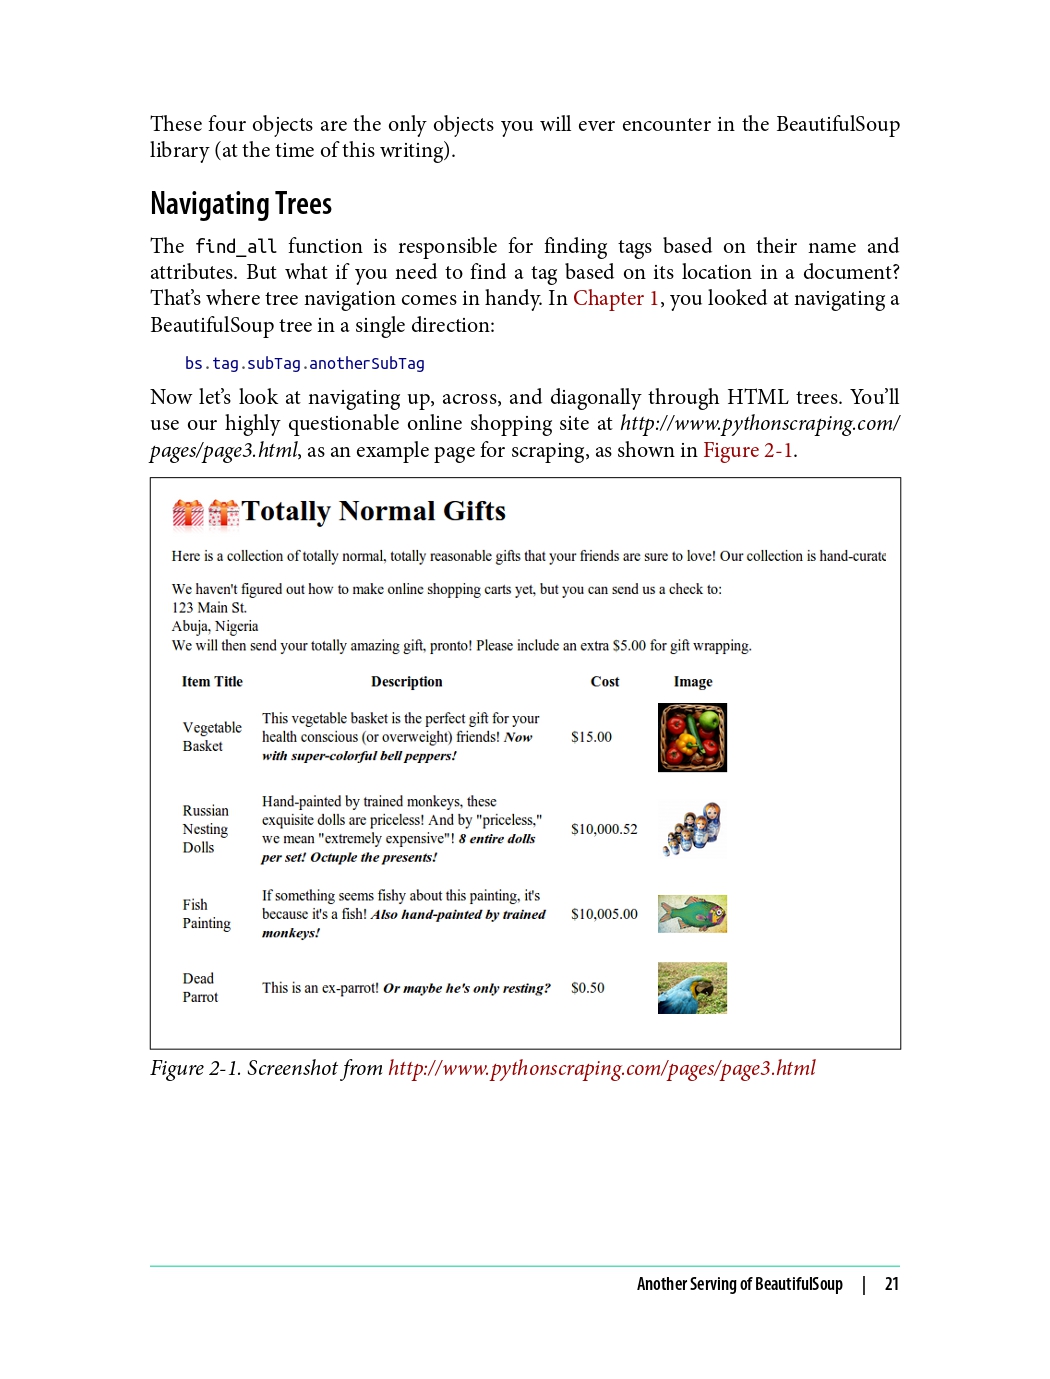 These four objects are the only objects you will ever encounter in the BeautifulSoup
library (at the time of this writing).
Navigating Trees
The find_all function is responsible for finding tags based on their name and
attributes. But what if you need to find a tag based on its location in a document?
That’s where tree navigation comes in handy. In Chapter 1, you looked at navigating a
BeautifulSoup tree in a single direction:
bs.tag.subTag.anotherSubTag
Now let’s look at navigating up, across, and diagonally through HTML trees. You’ll
use our highly questionable online shopping site at http://www.pythonscraping.com/
pages/page3.html, as an example page for scraping, as shown in Figure 2-1.
Totally Normal Gifts
Here is a collection of totally normal, totally reasonable gifts that your friends are sure to love! Our collection is hand-curate
We haven't figured out how to make online shopping carts yet, but you can send us a check to:
123 Main St.
Abuja, Nigeria
We will then send your totally amazing gift, pronto! Please include an extra $5.00 for gift wrapping.
Item Title Description Cost Image
Vegetable
Basket
This vegetable basket is the perfect gift for your
health conscious (or overweight) friends! Now
with super-colorful bell peppers!
$15.00
Russian
Nesting
Dolls
Hand-painted by trained monkeys, these
exquisite dolls are priceless! And by "priceless,"
we mean "extremely expensive"! 8 entire dolls
per set! Octuple the presents!
$10,000.52
Fish
Painting
If something seems fishy about this painting, it's
because it's a fish! Also hand-painted by trained
monkeys!
$10,005.00
Dead
Parrot
This is an ex-parrot! Or maybe he's only resting?
$0.50
Figure 2-1. Screenshot from http://www.pythonscraping.com/pages/page3.html
Another Serving of BeautifulSoup | 21